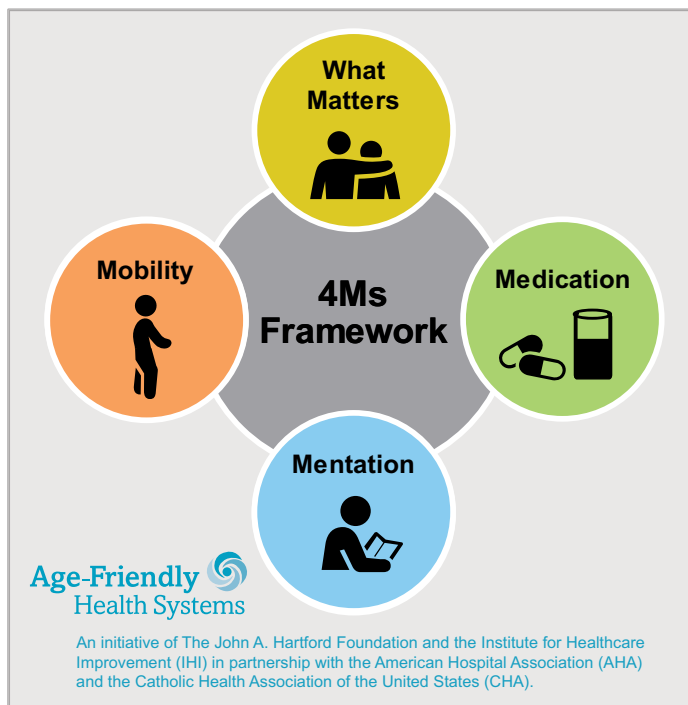 What
Matters
Mobility
4Ms
Framework
Medication
Mentation
Age-Friendly
Health Systems
An initiative of The John A. Hartford Foundation and the Institute for Healthcare
Improvement (IHI) in partnership with the American Hospital Association (AHA)
and the Catholic Health Association of the United States (CHA).